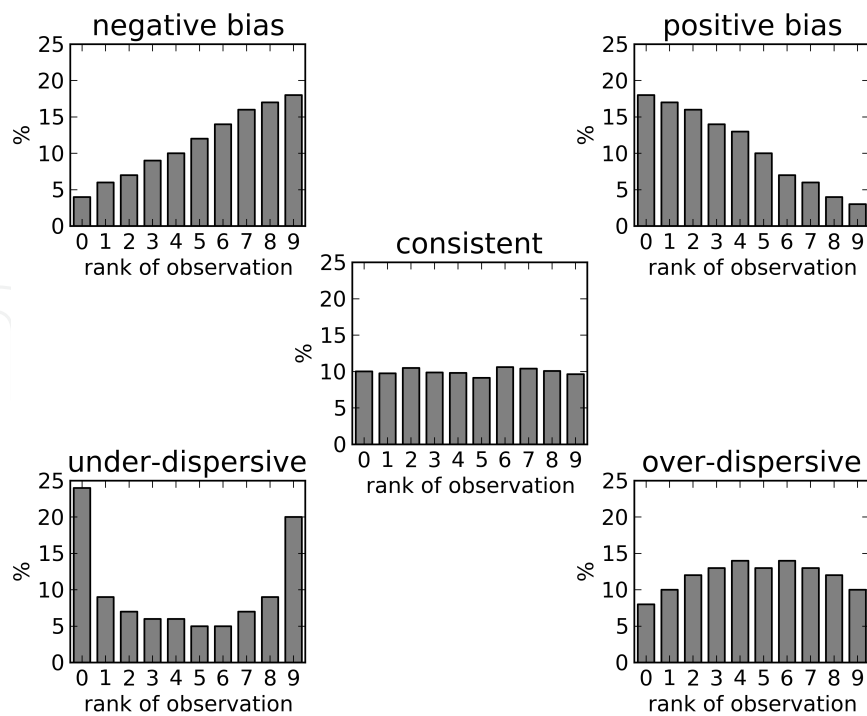 negative bias
25
20
15
10
5
0
%
0 1 2 3 4 5 6 7 8 9
rank of observation
positive bias
25
20
15
10
5
0
%
0 1 2 3 4 5 6 7 8 9
rank of observation
consistent
25
20
15
10
5
0
%
0 1 2 3 4 5 6 7 8 9
rank of observation
under-dispersive
25
20
15
10
5
0
%
0 1 2 3 4 5 6 7 8 9
rank of observation
over-dispersive
25
20
15
10
5
0
%
0 1 2 3 4 5 6 7 8 9
rank of observation